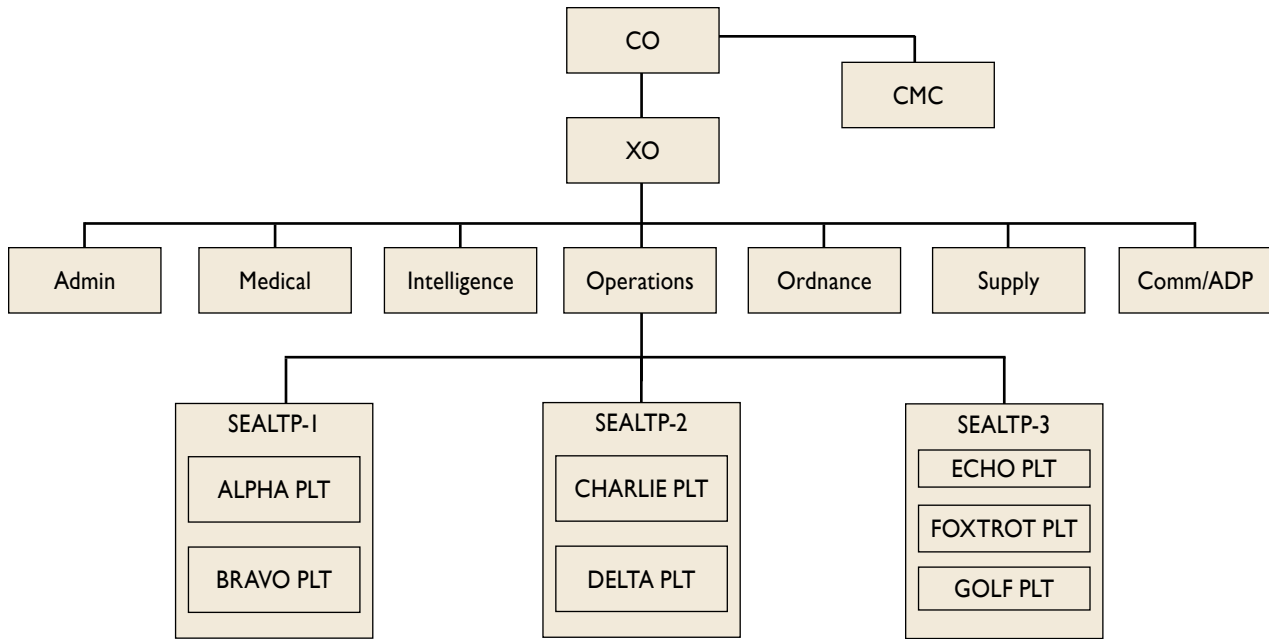 CO
CMC
XO
Admin
Medical
Intelligence
Operations
Ordnance
Supply
Comm/ADP
SEALTP-1
ALPHA PLT
BRAVO PLT
SEALTP-2
CHARLIE PLT
DELTA PLT
SEALTP-3
ECHO PLT
FOXTROT PLT
GOLF PLT